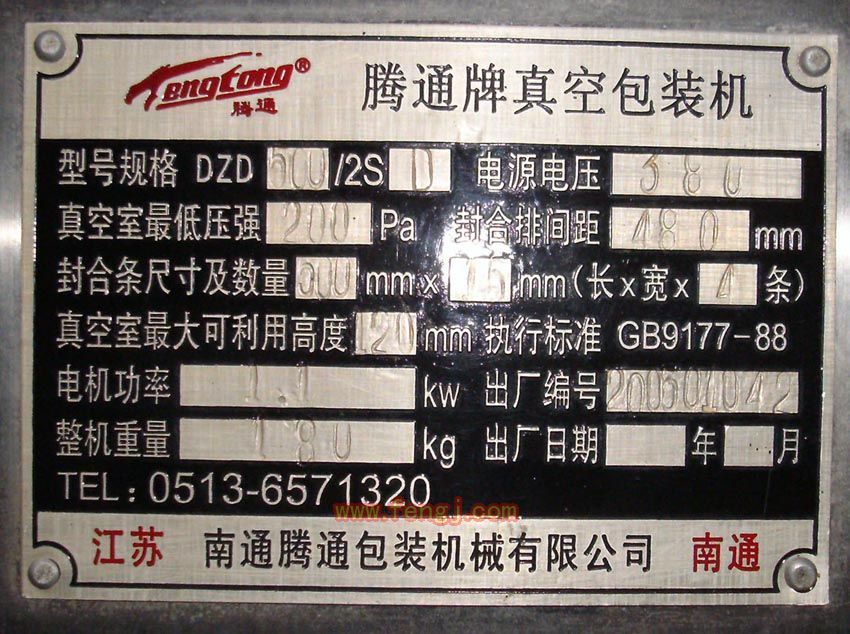 TengTong®
腾通
腾通牌真空包装机
型号规格 DZD 500/2S D 电源电压 380
真空室最低压强 200 Pa 封合排间距 480 mm
封合条尺寸及数量 500 mm x mm (长x宽x 4 条)
真空室最大可利用高度 120 mm 执行标准 GB9177-88
电机功率 1.1 kw 出厂编号
整机重量 180 kg 出厂日期 年 月
TEL: 0513-6571320
www.fengj.com
江苏 南通腾通包装机械有限公司 南通